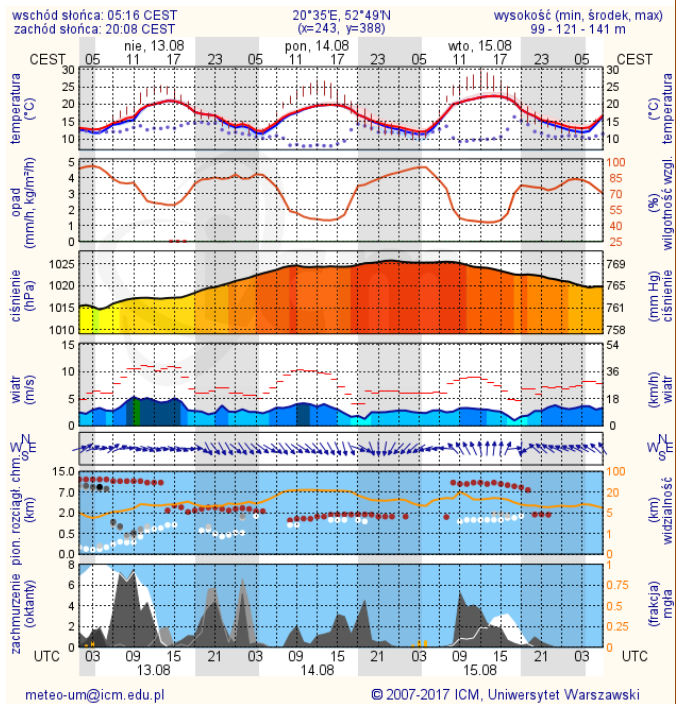 wschód słońca: 05:16 CEST 20°35'E, 52°49'N wysokość (min, środek, max)
zachód słońca: 20:08 CEST (x=243, y=388) 99 - 121 - 141 m
nie, 13.08 pon, 14.08 wto, 15.08
CEST 05 11 17 23 05 11 17 23 05 11 17 23 05 CEST
temperatura (°C)
30
25
20
15
10
30
25
20
15
10
(°C) temperatura
opad (mm/h, kg/m²/h)
5
4
3
2
1
0
100
85
70
55
40
25
(%) wilgotność wzgl.
ciśnienie (hPa)
1025
1020
1015
1010
769
765
761
758
(mm Hg) ciśnienie
wiatr m/s
15
10
5
0
54
36
18
0
(km/h) wiatr
N
W E
S
N
W E
S
pion. rozciągł. chm. (km)
15.0
7.0
2.0
0.5
0.0
100
20
5
1
0
(km) widzialność
zachmurzenie (oktanty)
8
6
4
2
0
1
0.75
0.5
0.25
0
(frakcja) mgła
UTC 03 09 15 21 03 09 15 21 03 09 15 21 03 UTC
13.08 14.08 15.08
meteo-um@icm.edu.pl © 2007-2017 ICM, Uniwersytet Warszawski